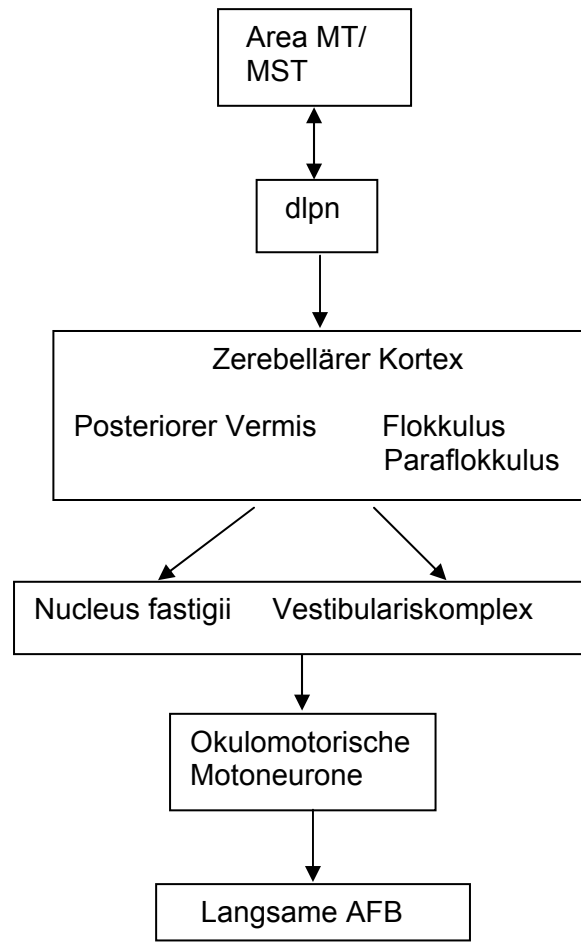 Area MT/
MST
dlpn
Zerebellärer Kortex
Posteriorer Vermis Flokkulus
Paraflokkulus
Nucleus fastigii Vestibulariskomplex
Okulomotorische
Motoneurone
Langsame AFB